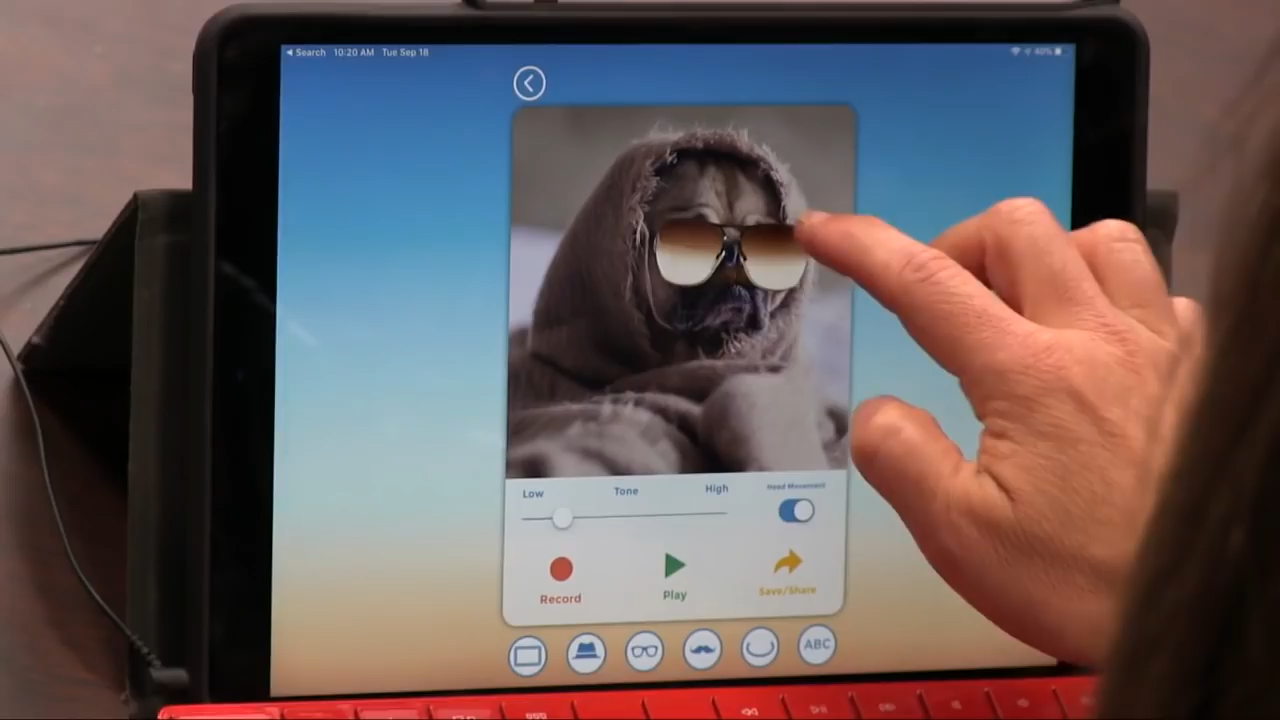 Search 10:20 AM Tue Sep 18
40%
Low Tone High Head Movement
Record Play Save/Share
ABC